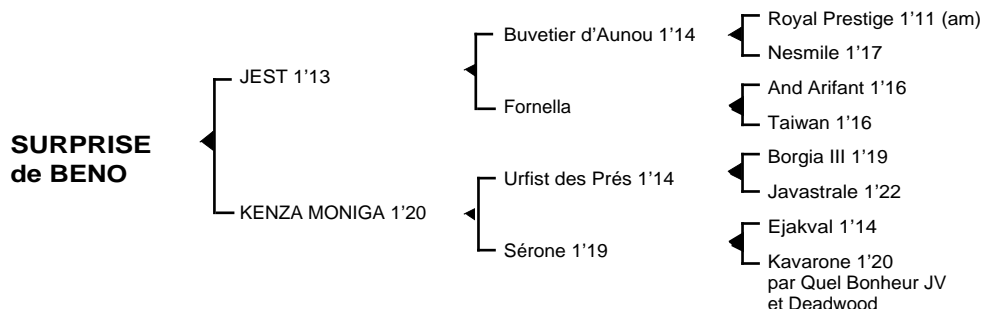 Royal Prestige 1'11 (am)
Buvetier d'Aunou 1'14
Nesmile 1'17
JEST 1'13
And Arifant 1'16
Fornella
Taiwan 1'16
SURPRISE
de BENO
Borgia III 1'19
Urfist des Prés 1'14
Javastrale 1'22
KENZA MONIGA 1'20
Ejakval 1'14
Sérone 1'19
Kavarone 1'20
par Quel Bonheur JV
et Deadwood